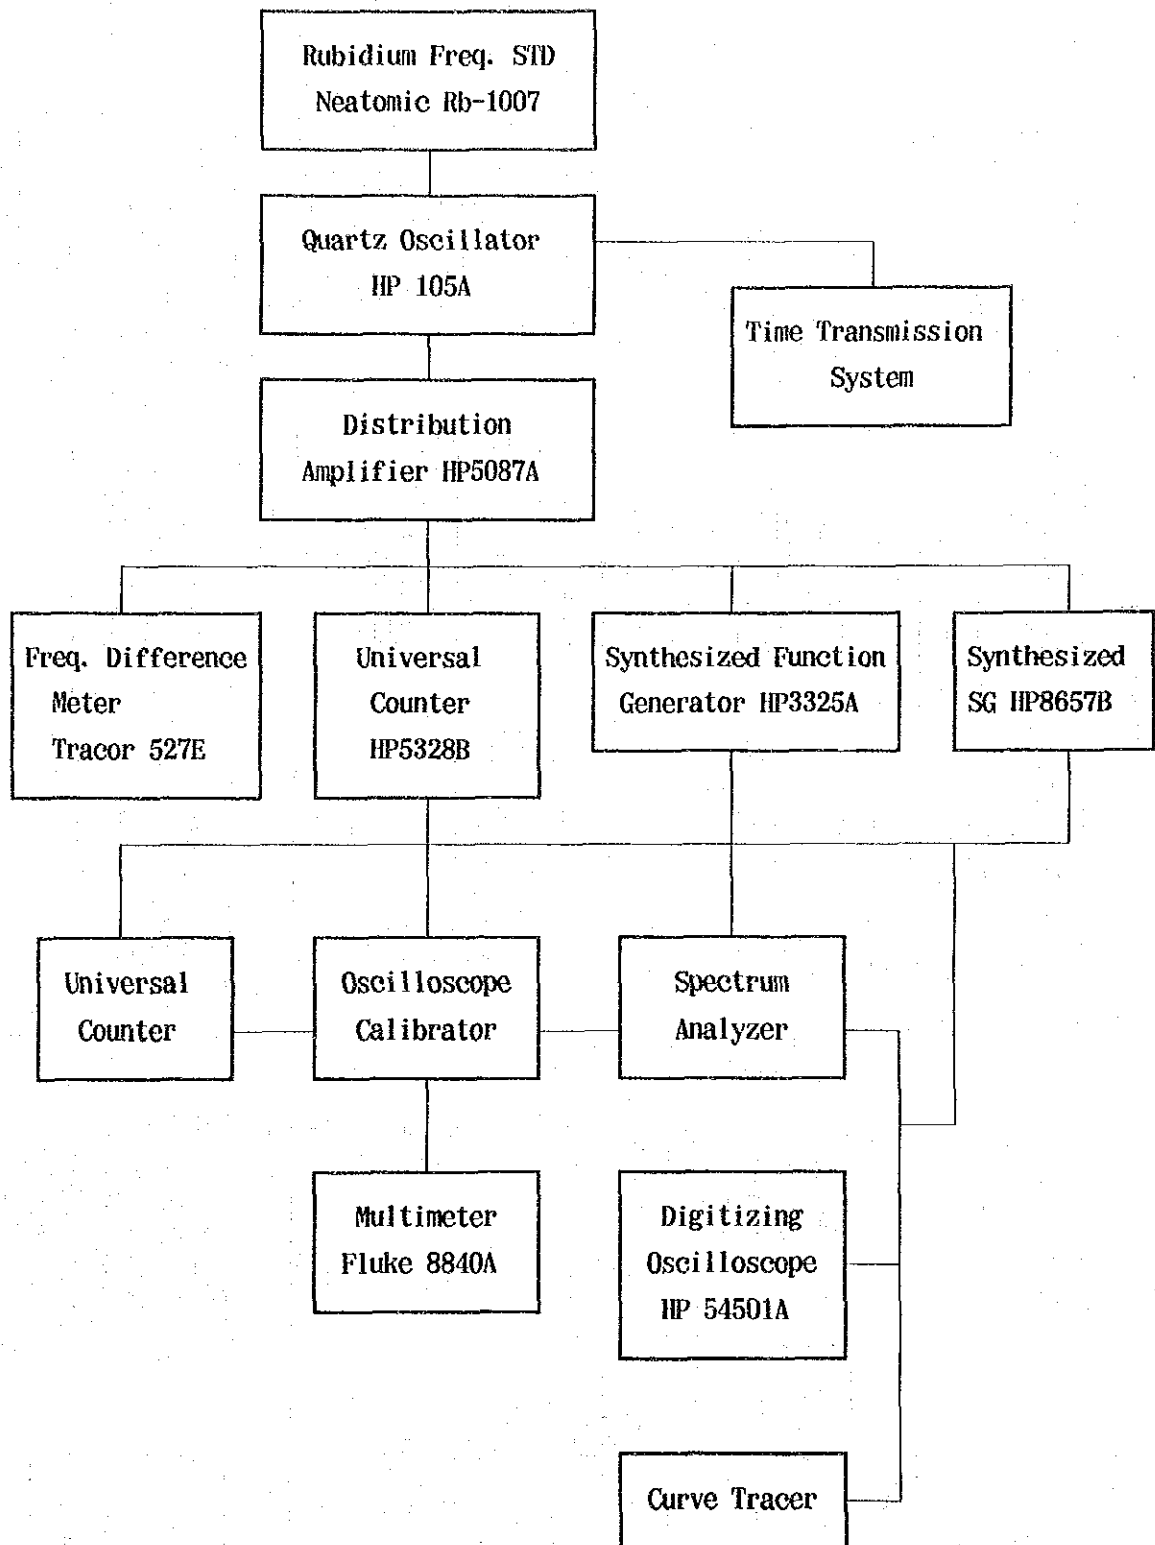 Rubidium Freq. STD
Neatomic Rb-1007
Quartz Oscillator
HP 105A
Time Transmission
System
Distribution
Amplifier HP5087A
Freq. Difference
Meter
Tracor 527E
Universal
Counter
HP5328B
Synthesized Function
Generator HP3325A
Synthesized
SG HP8657B
Universal
Counter
Oscilloscope
Calibrator
Spectrum
Analyzer
Multimeter
Fluke 8840A
Digitizing
Oscilloscope
HP 54501A
Curve Tracer